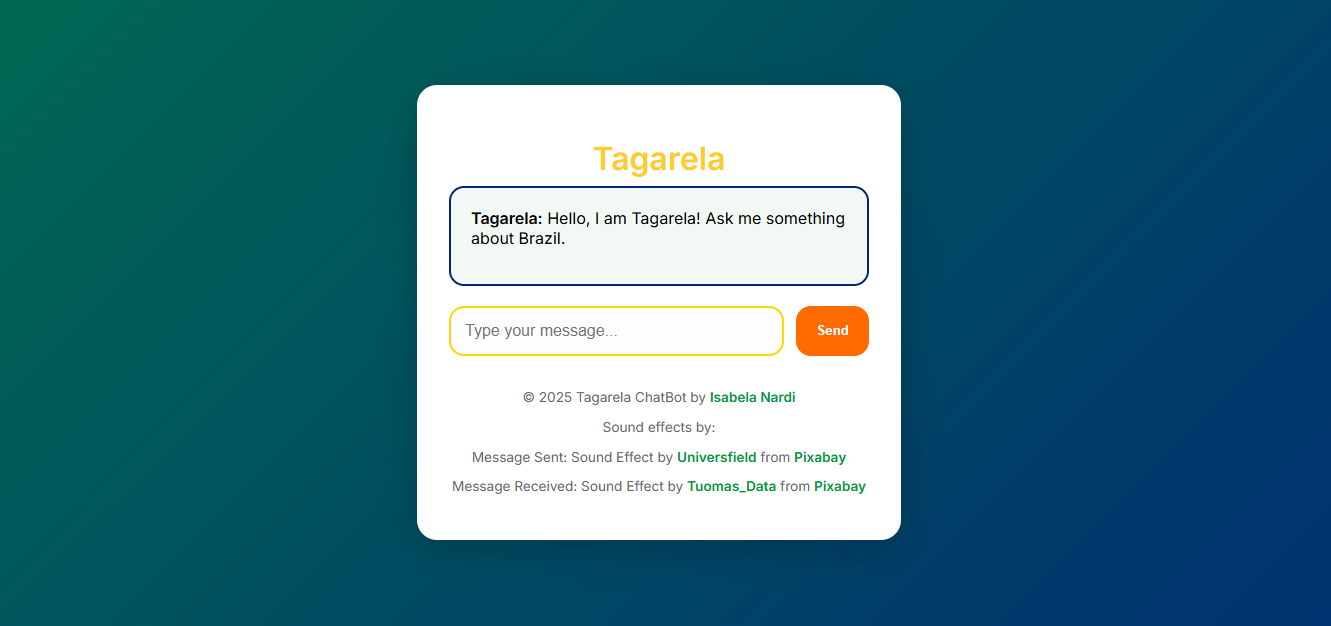 Tagarela
Tagarela: Hello, I am Tagarela! Ask me something
about Brazil.
Type your message...
Send
© 2025 Tagarela ChatBot by Isabela Nardi
Sound effects by:
Message Sent: Sound Effect by Universfield from Pixabay
Message Received: Sound Effect by Tuomas_Data from Pixabay